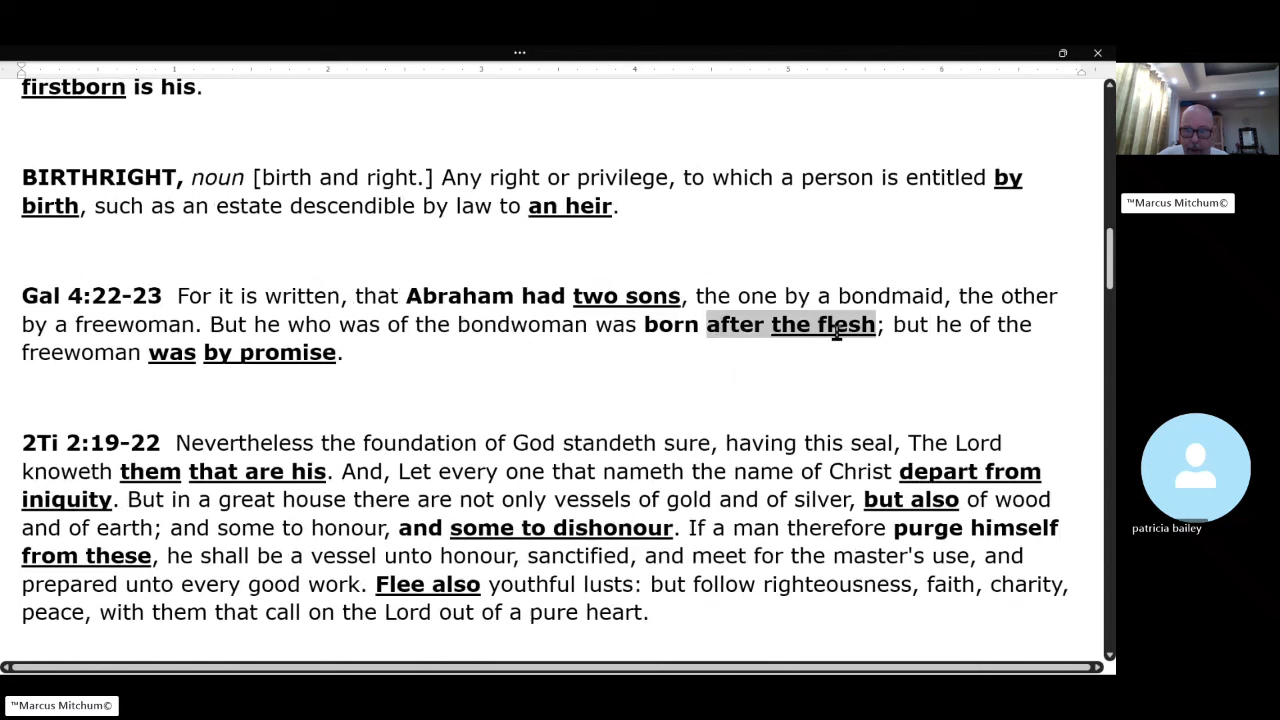 firstborn is his.
BIRTHRIGHT, noun [birth and right.] Any right or privilege, to which a person is entitled by
birth, such as an estate descendible by law to an heir.
Gal 4:22-23 For it is written, that Abraham had two sons, the one by a bondmaid, the other
by a freewoman. But he who was of the bondwoman was born after the flesh; but he of the
freewoman was by promise.
2Ti 2:19-22 Nevertheless the foundation of God standeth sure, having this seal, The Lord
knoweth them that are his. And, Let every one that nameth the name of Christ depart from
iniquity. But in a great house there are not only vessels of gold and of silver, but also of wood
and of earth; and some to honour, and some to dishonour. If a man therefore purge himself
from these, he shall be a vessel unto honour, sanctified, and meet for the master's use, and
prepared unto every good work. Flee also youthful lusts: but follow righteousness, faith, charity,
peace, with them that call on the Lord out of a pure heart.
1 2 3 4 5 6
™Marcus Mitchum©
patricia bailey
™Marcus Mitchum©